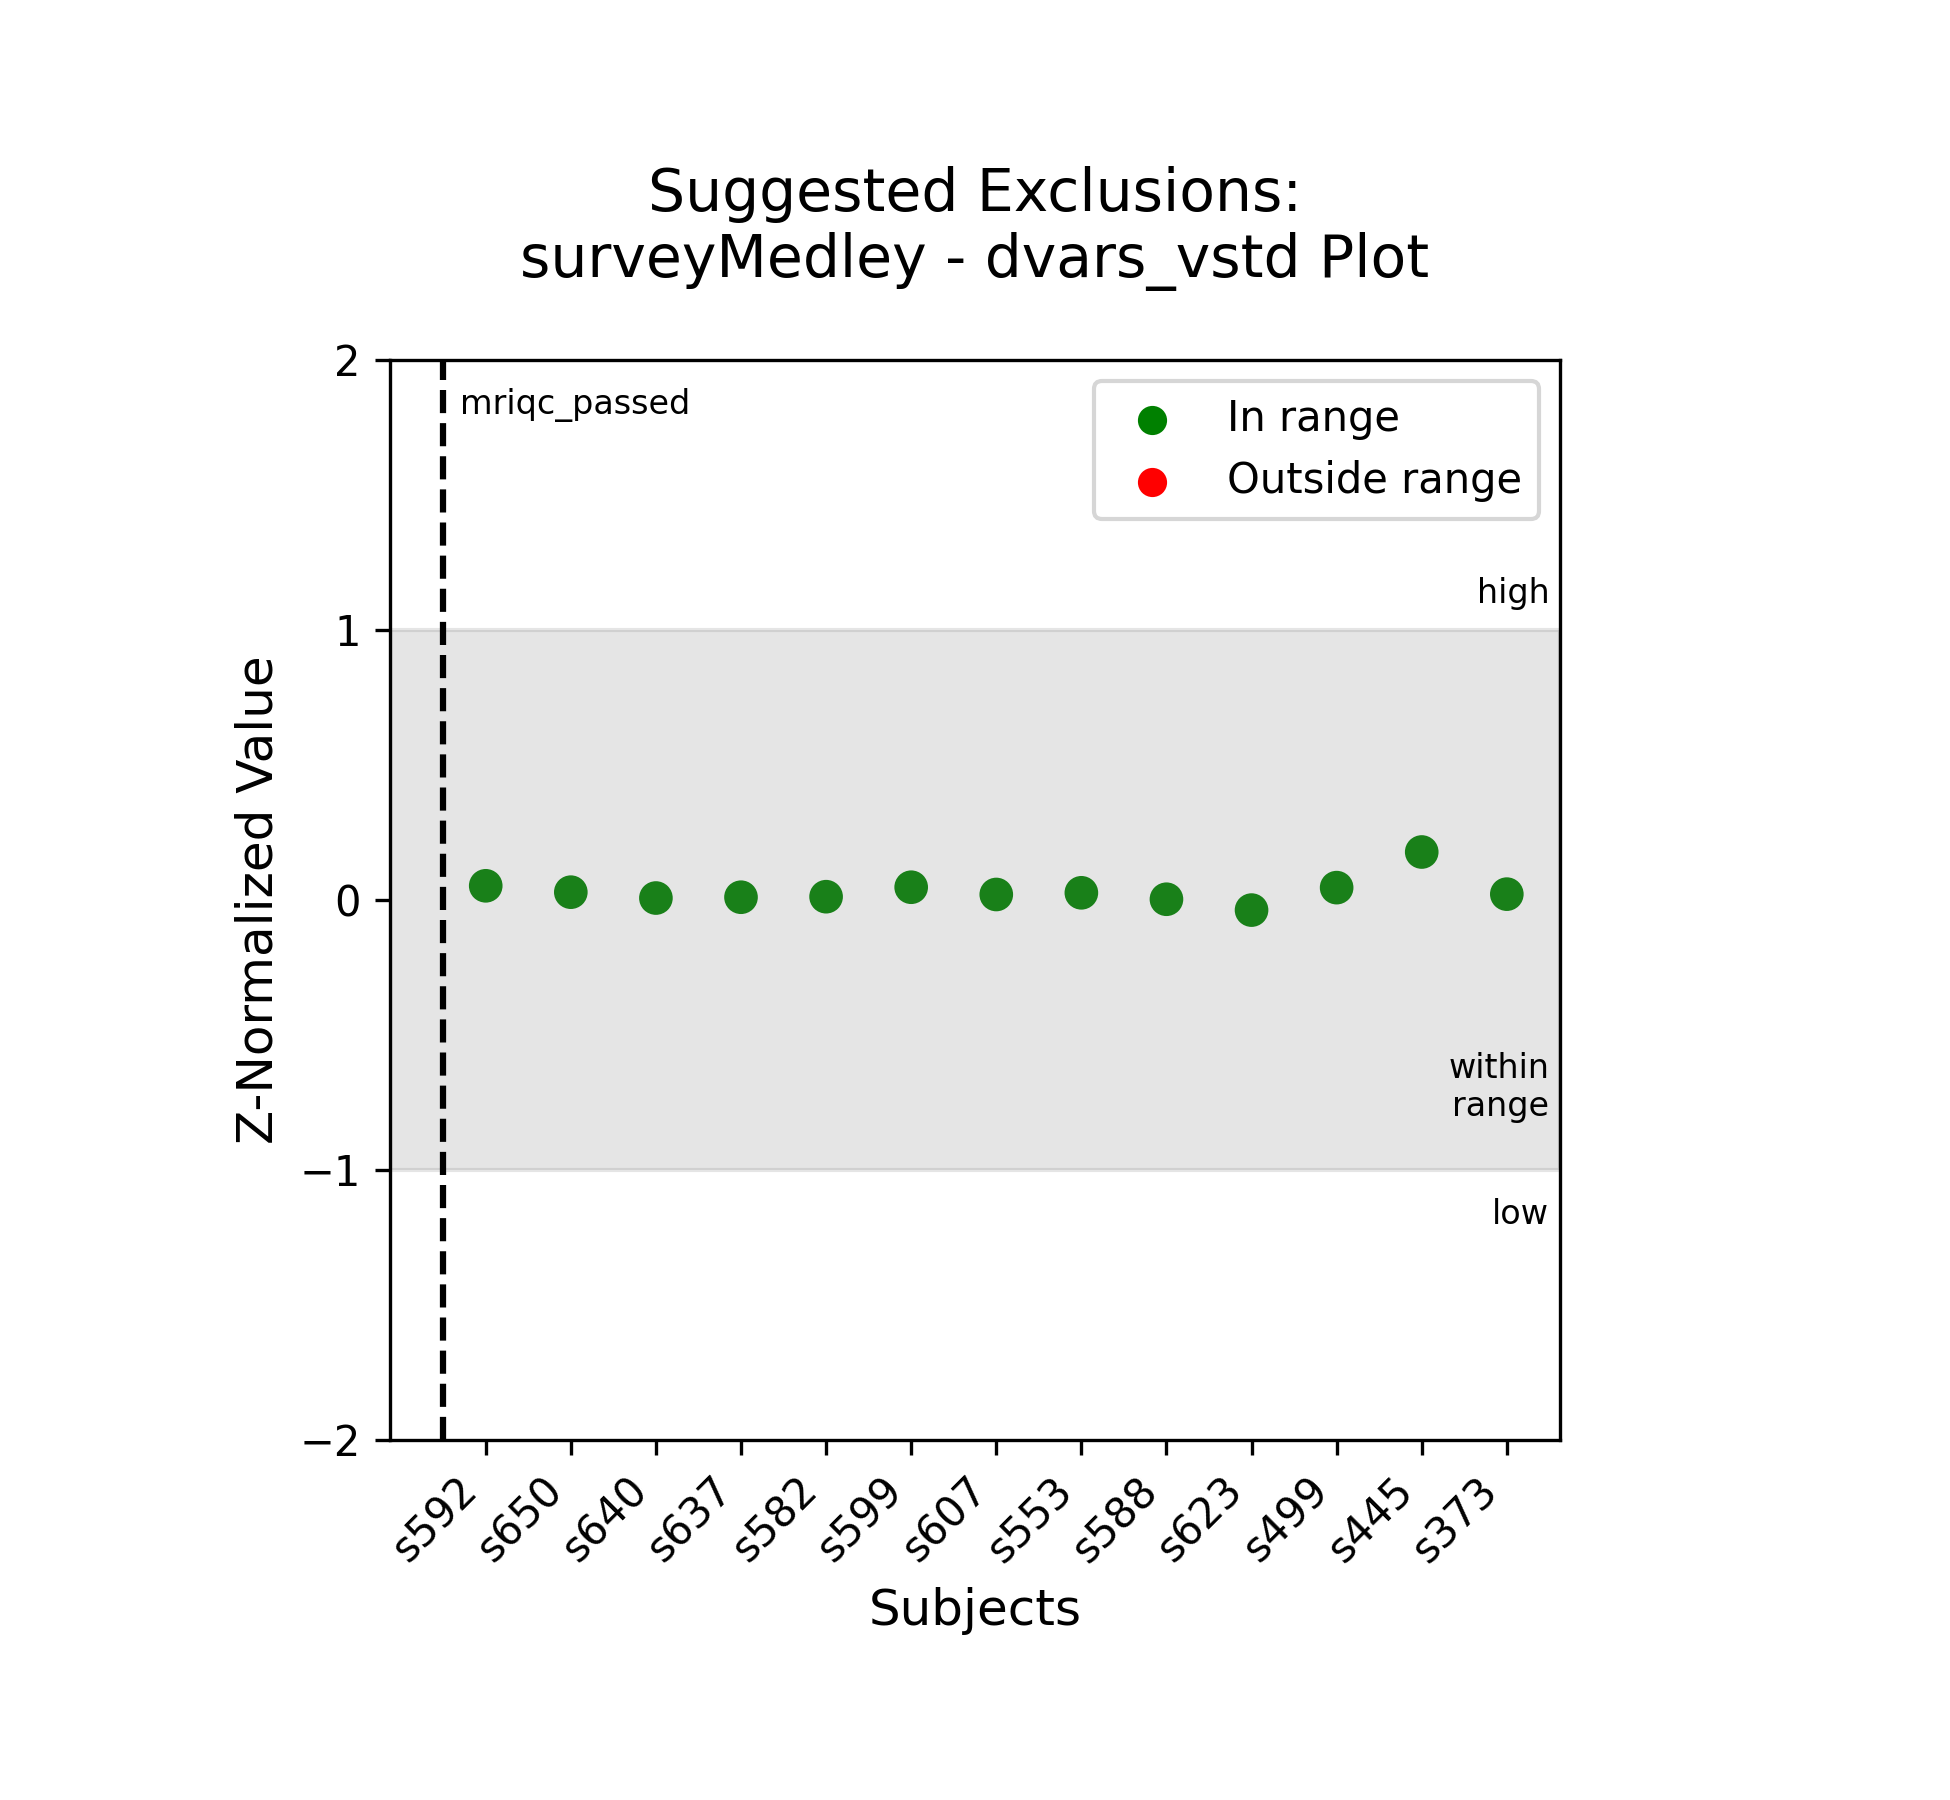 Suggested Exclusions:
surveyMedley - dvars_vstd Plot
2
mriqc_passed
In range
Outside range
high
1
Z-Normalized Value
0
within
range
−1
low
−2
s592
s650
s640
s637
s582
s599
s607
s553
s588
s623
s499
s445
s373
Subjects